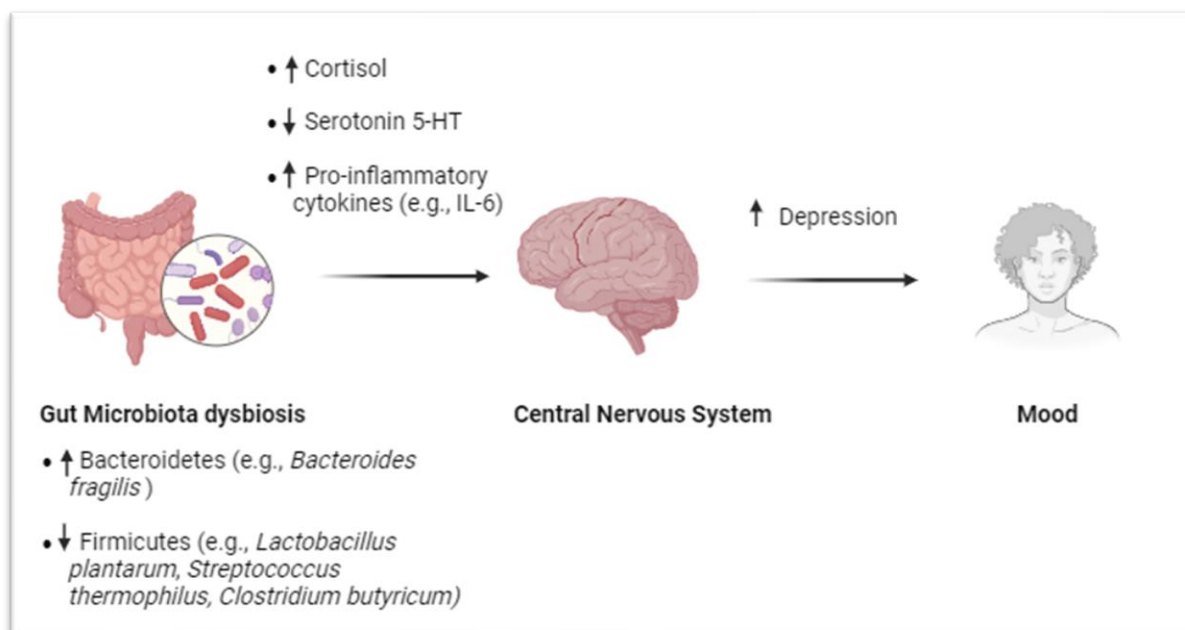 • ↑ Cortisol
• ↓ Serotonin 5-HT
• ↑ Pro-inflammatory
cytokines (e.g., IL-6)
↑ Depression
Gut Microbiota dysbiosis
• ↑ Bacteroidetes (e.g., Bacteroides
fragilis )
• ↓ Firmicutes (e.g., Lactobacillus
plantarum, Streptococcus
thermophilus, Clostridium butyricum)
Central Nervous System
Mood